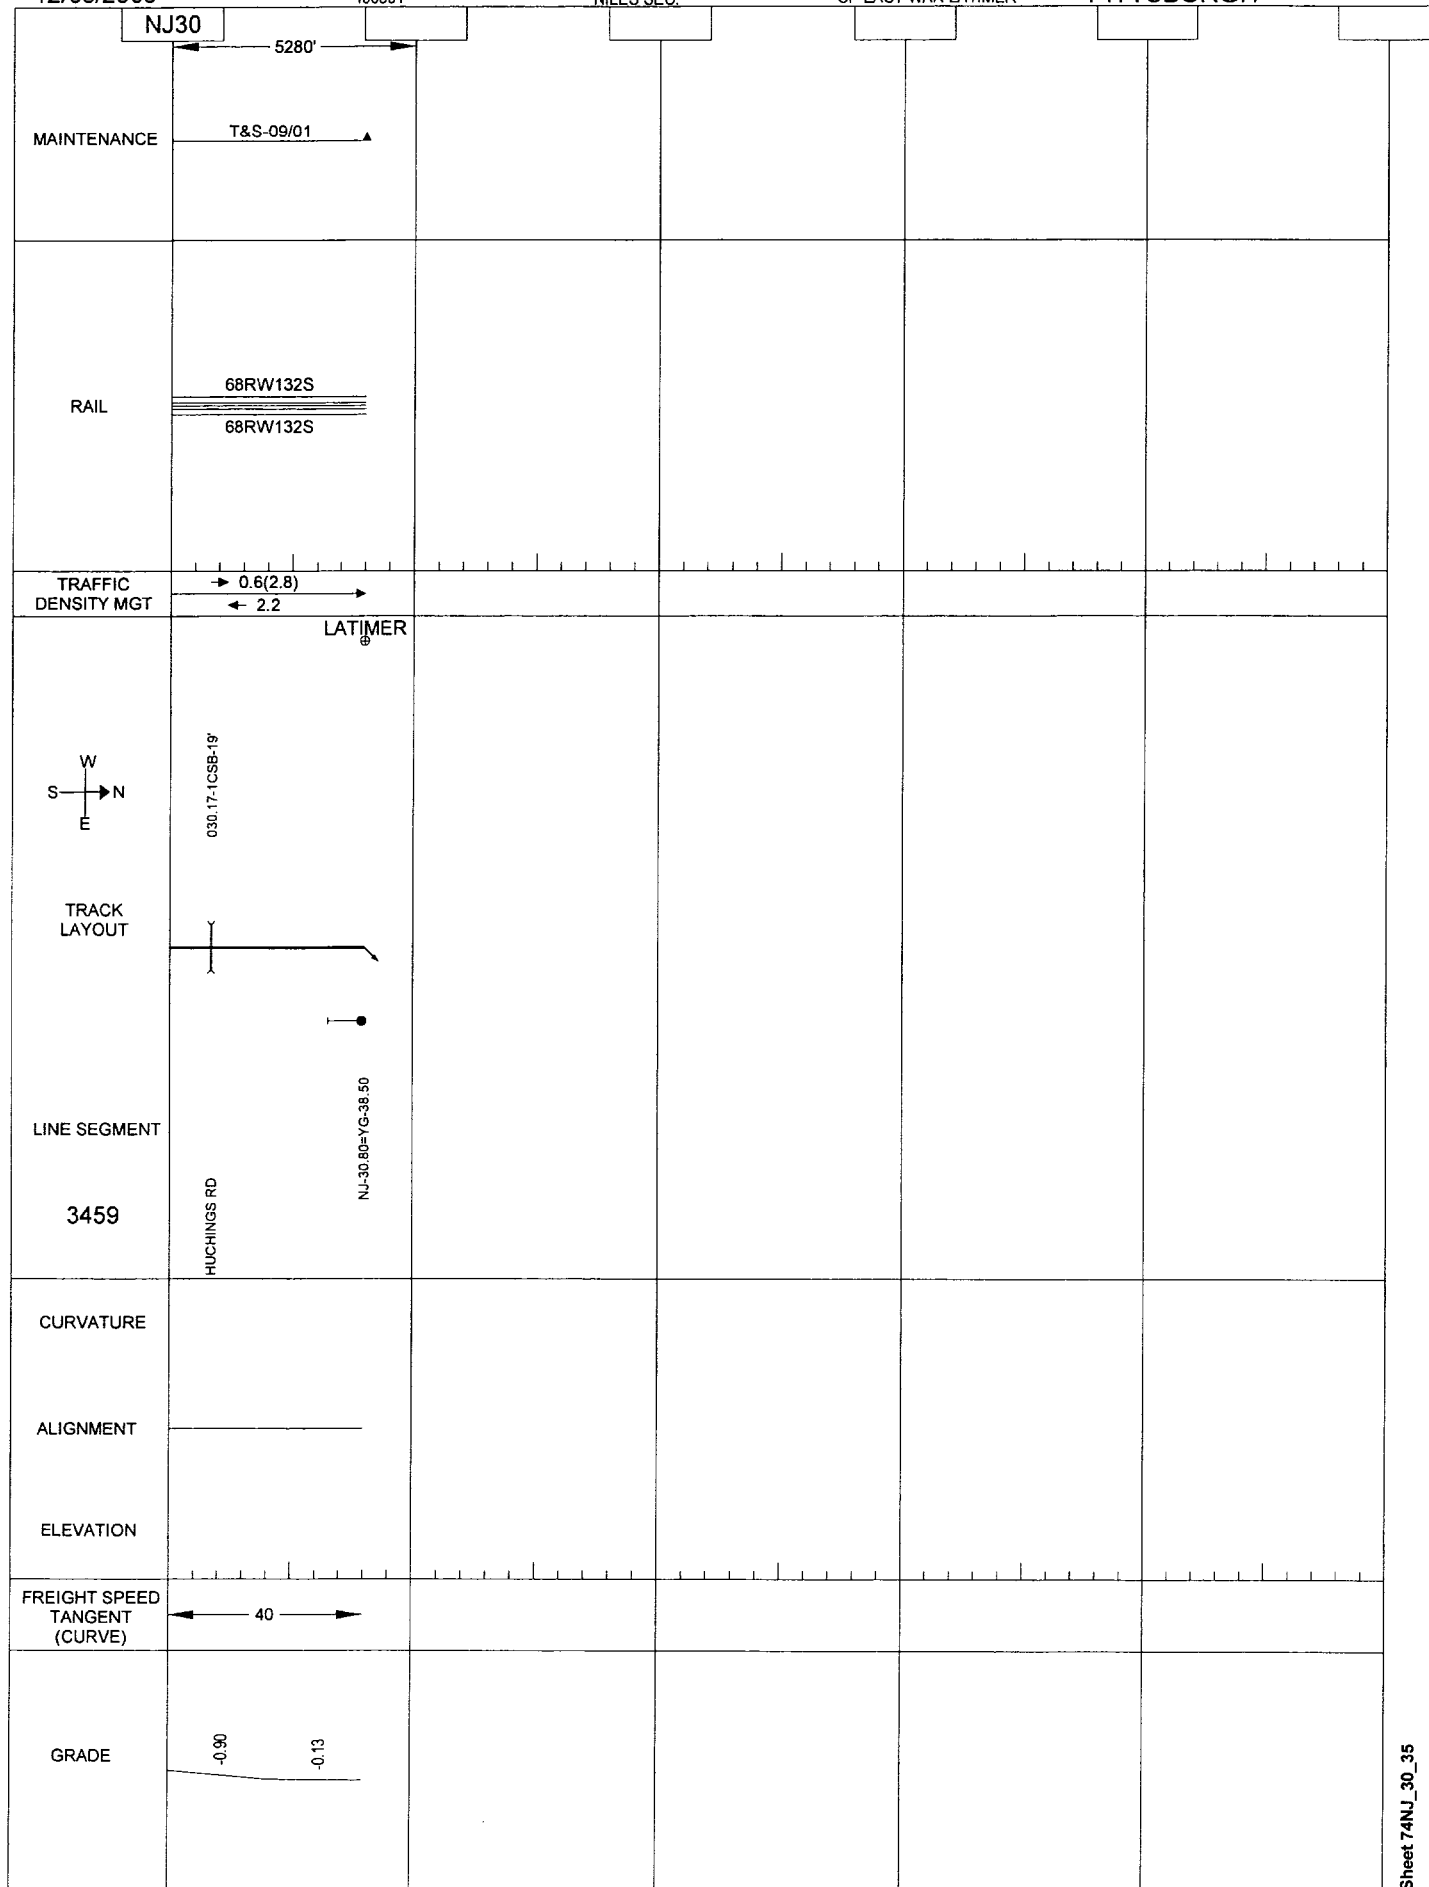 NJ30
5280'
MAINTENANCE
T&S-09/01
RAIL
68RW132S
68RW132S
TRAFFIC
DENSITY MGT
0.6(2.8)
2.2
LATIMER
W
S
N
E
030.17-1CSB-19'
TRACK
LAYOUT
LINE SEGMENT
3459
HUCHINGS RD
NJ-30.80=YG-38.50
CURVATURE
ALIGNMENT
ELEVATION
FREIGHT SPEED
TANGENT
(CURVE)
40
GRADE
-0.90
-0.13
Sheet 74NJ_30_35